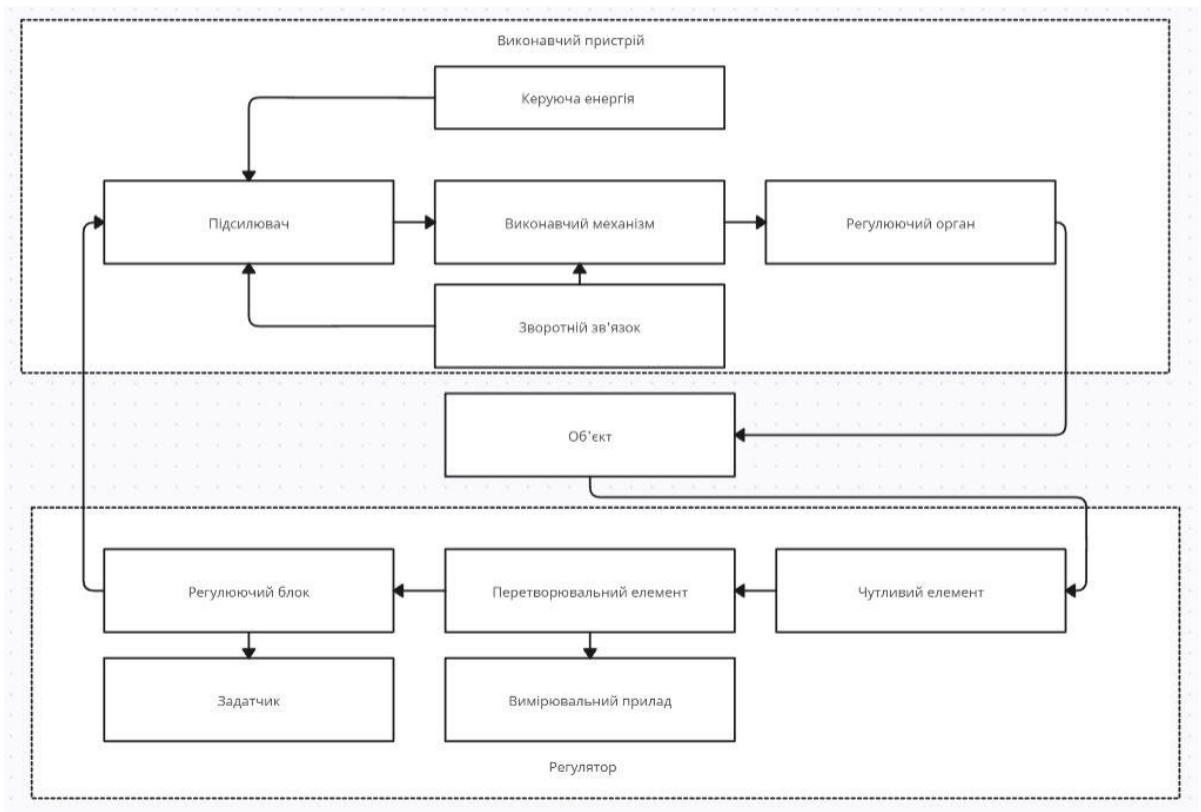 Виконавчий пристрій
Керуюча енергія
Підсилювач
Виконавчий механізм
Регулюючий орган
Зворотній зв'язок
Об'єкт
Регулюючий блок
Перетворювальний елемент
Чутливий елемент
Задатчик
Вимірювальний прилад
Регулятор